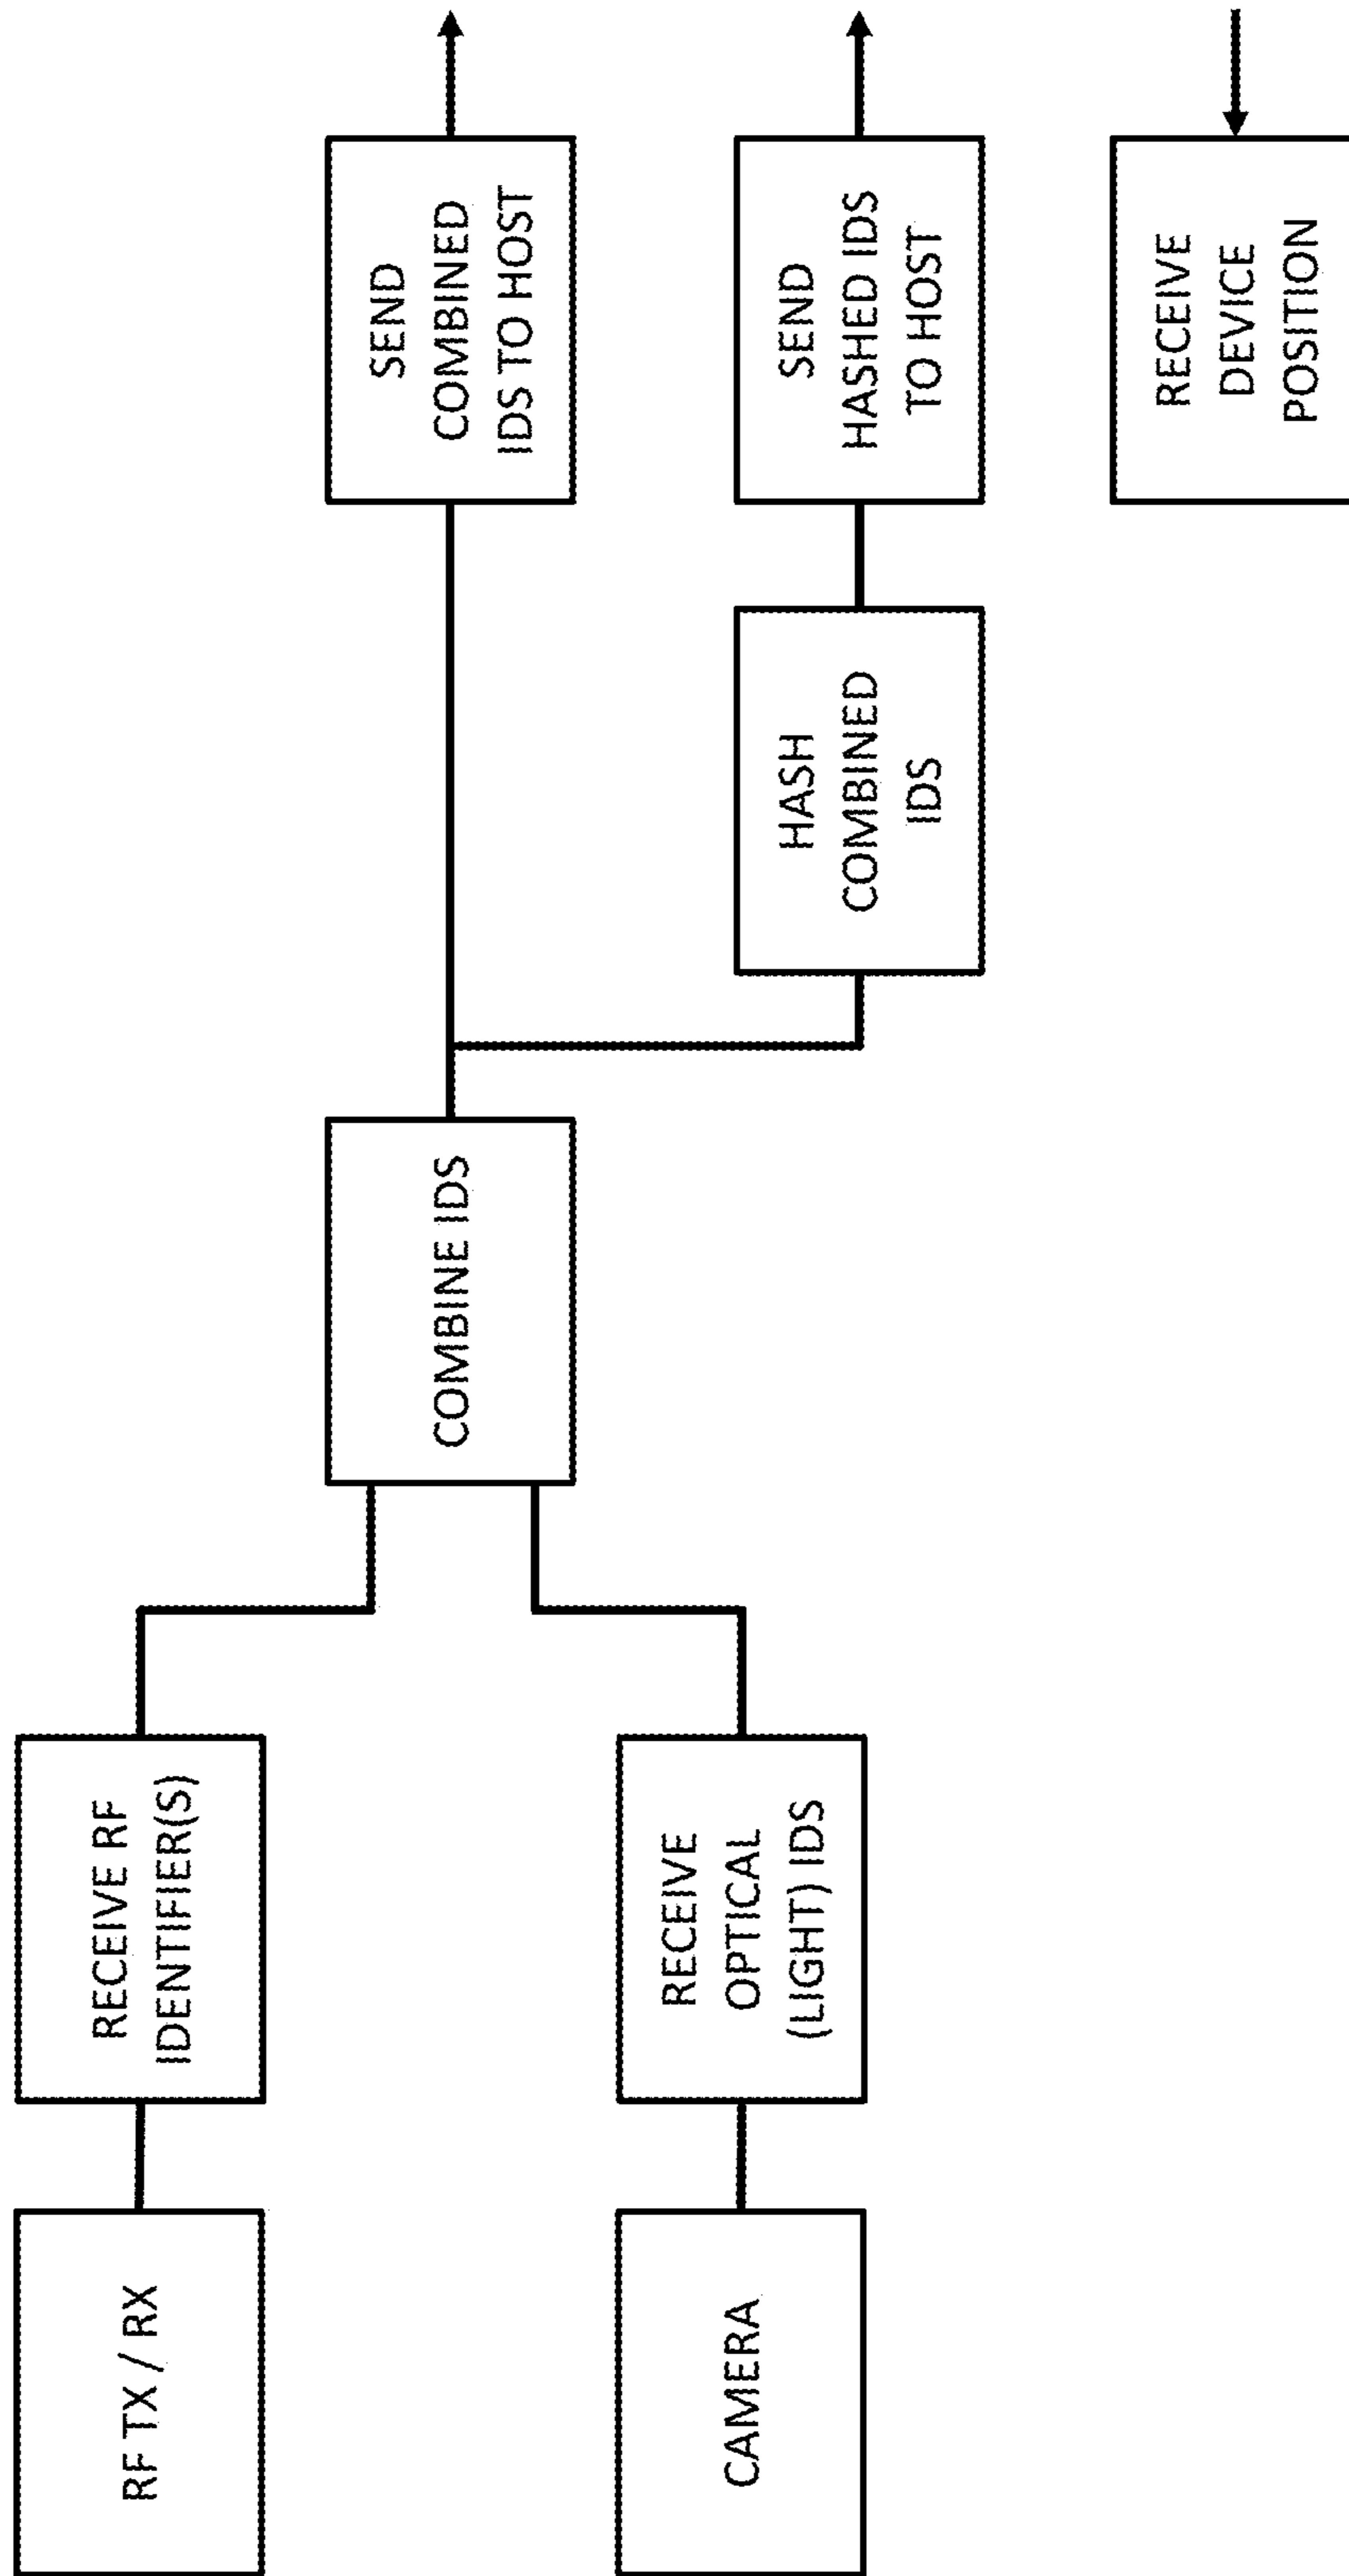 RF TX / RX
RECEIVE RF
IDENTIFIER(S)
CAMERA
RECEIVE
OPTICAL
(LIGHT) IDS
COMBINE IDS
SEND
COMBINED
IDS TO HOST
HASH
COMBINED
IDS
SEND
HASHED IDS
TO HOST
RECEIVE
DEVICE
POSITION